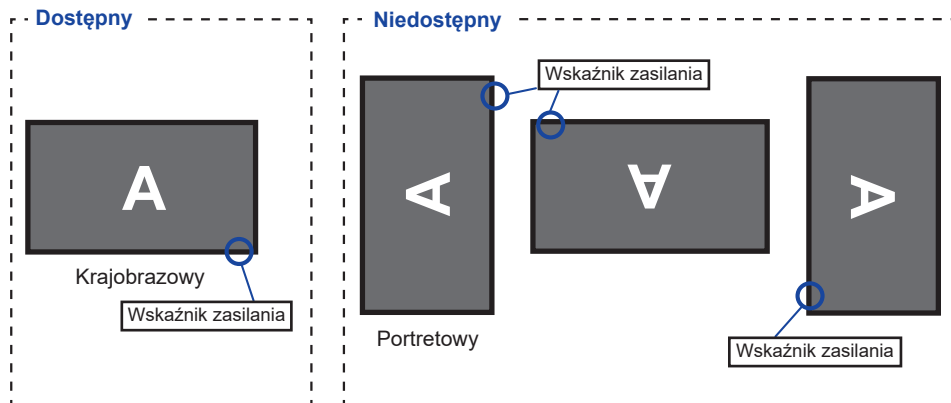 Dostępny
A
Krajobrazowy
Wskaźnik zasilania
Niedostępny
Wskaźnik zasilania
A
A
A
Portretowy
Wskaźnik zasilania